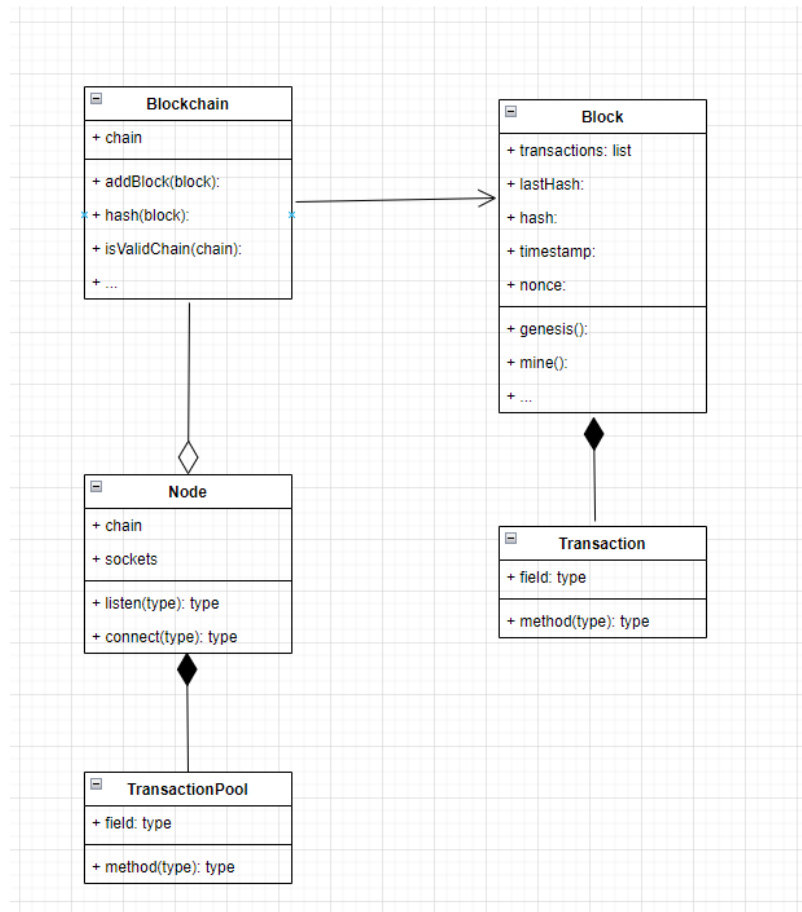 Blockchain
+ chain
+ addBlock(block):
+ hash(block):
+ isValidChain(chain):
+ ...
Block
+ transactions: list
+ lastHash:
+ hash:
+ timestamp:
+ nonce:
+ genesis():
+ mine():
+ ...
Node
+ chain
+ sockets
+ listen(type): type
+ connect(type): type
Transaction
+ field: type
+ method(type): type
TransactionPool
+ field: type
+ method(type): type